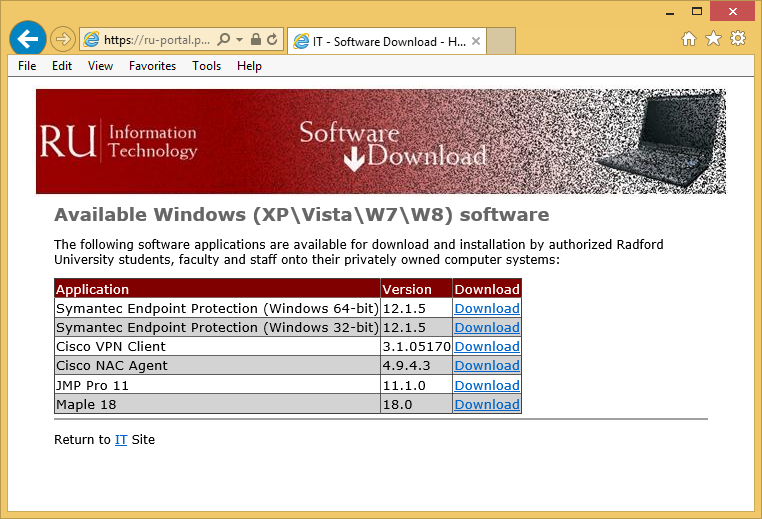 https://ru-portal.p...
IT - Software Download - H...
File Edit View Favorites Tools Help
RU Information
Technology
Software
Download
Available Windows (XP\Vista\W7\W8) software
The following software applications are available for download and installation by authorized Radford
University students, faculty and staff onto their privately owned computer systems:
Application Version Download
Symantec Endpoint Protection (Windows 64-bit) 12.1.5 Download
Symantec Endpoint Protection (Windows 32-bit) 12.1.5 Download
Cisco VPN Client 3.1.05170 Download
Cisco NAC Agent 4.9.4.3 Download
JMP Pro 11 11.1.0 Download
Maple 18 18.0 Download
Return to IT Site